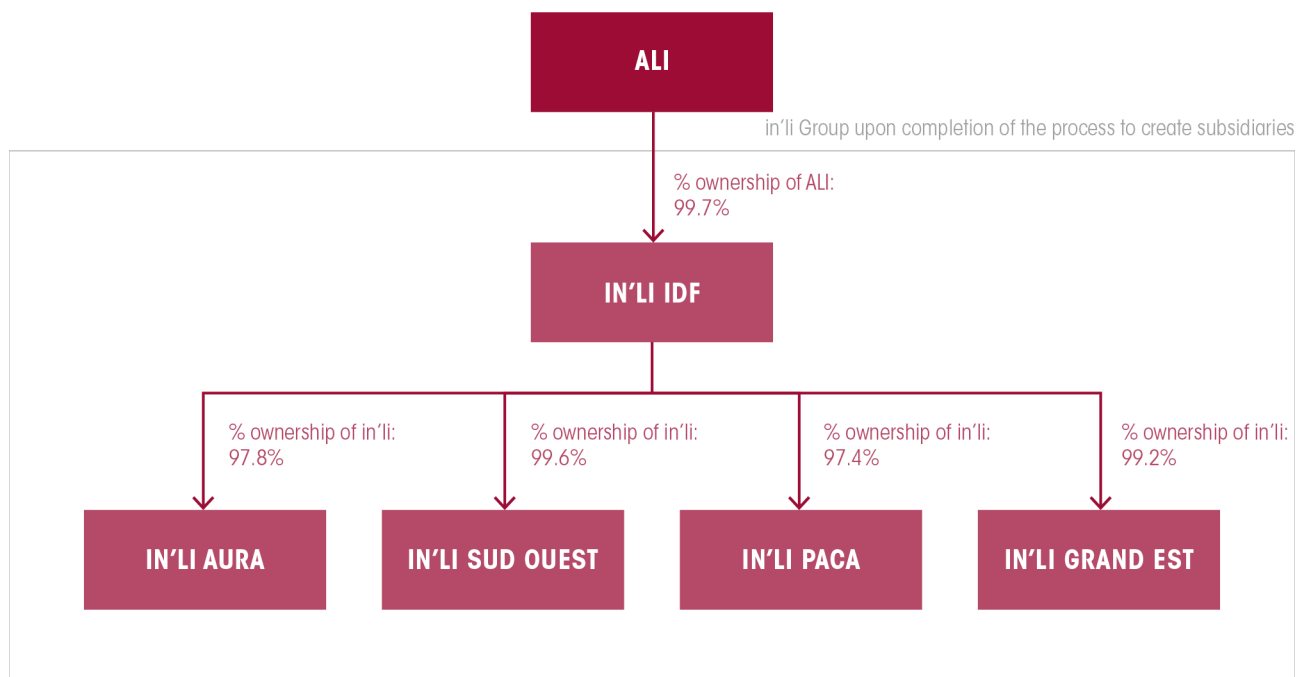 ALI
in’li Group upon completion of the process to create subsidiaries
% ownership of ALI:
99.7%
IN’LI IDF
% ownership of in’li:
97.8%
% ownership of in’li:
99.6%
% ownership of in’li:
97.4%
% ownership of in’li:
99.2%
IN’LI AURA
IN’LI SUD OUEST
IN’LI PACA
IN’LI GRAND EST